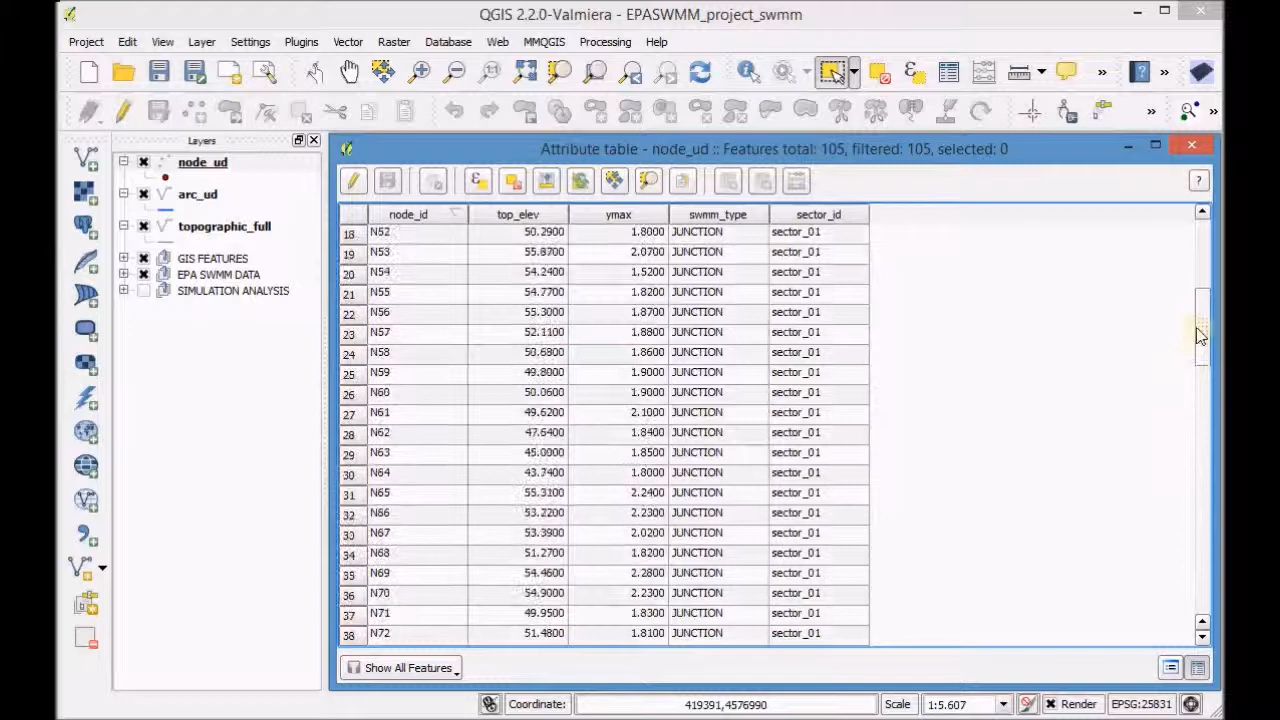 QGIS 2.2.0-Valmiera - EPASWMM_project_swmm
Project Edit View Layer Settings Plugins Vector Raster Database Web MMQGIS Processing Help
Layers
node_ud
arc_ud
topographic_full
GIS FEATURES
EPA SWMM DATA
SIMULATION ANALYSIS
Attribute table - node_ud :: Features total: 105, filtered: 105, selected: 0
node_id top_elev ymax swmm_type sector_id
18 N52 50.2900 1.8000 JUNCTION sector_01
19 N53 55.8700 2.0700 JUNCTION sector_01
20 N54 54.2400 1.5200 JUNCTION sector_01
21 N55 54.7700 1.8200 JUNCTION sector_01
22 N56 55.3000 1.8700 JUNCTION sector_01
23 N57 52.1100 1.8800 JUNCTION sector_01
24 N58 50.6800 1.8600 JUNCTION sector_01
25 N59 49.8000 1.9000 JUNCTION sector_01
26 N60 50.0600 1.9000 JUNCTION sector_01
27 N61 49.6200 2.1000 JUNCTION sector_01
28 N62 47.6400 1.8400 JUNCTION sector_01
29 N63 45.0000 1.8500 JUNCTION sector_01
30 N64 43.7400 1.8000 JUNCTION sector_01
31 N65 55.3100 2.2400 JUNCTION sector_01
32 N66 53.2200 2.2300 JUNCTION sector_01
33 N67 53.3900 2.0200 JUNCTION sector_01
34 N68 51.2700 1.8200 JUNCTION sector_01
35 N69 54.4600 2.2800 JUNCTION sector_01
36 N70 54.9000 2.2300 JUNCTION sector_01
37 N71 49.9500 1.8300 JUNCTION sector_01
38 N72 51.4800 1.8100 JUNCTION sector_01
Show All Features
Coordinate: 419391,4576990 Scale 1:5.607 Render EPSG:25831